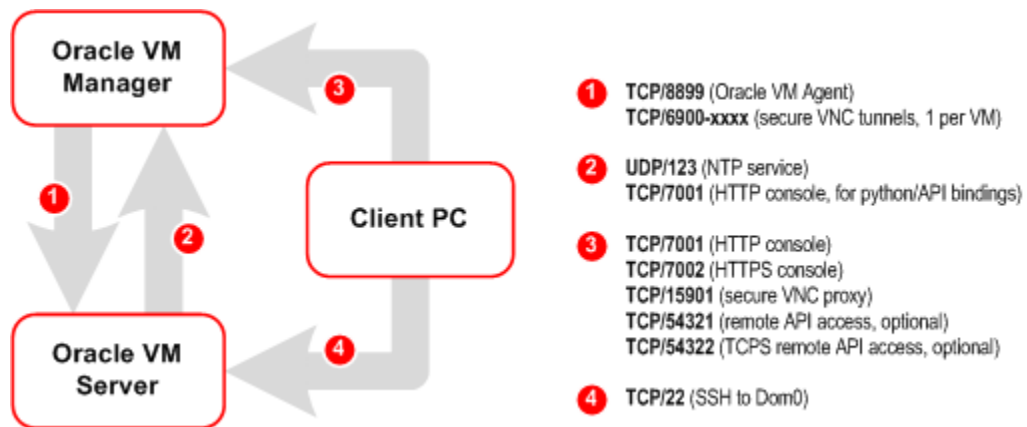 Oracle VM
Manager
3
1
Client PC
2
Oracle VM
Server
4
1 TCP/8899 (Oracle VM Agent)
TCP/6900-xxxx (secure VNC tunnels, 1 per VM)
2 UDP/123 (NTP service)
TCP/7001 (HTTP console, for python/API bindings)
3 TCP/7001 (HTTP console)
TCP/7002 (HTTPS console)
TCP/15901 (secure VNC proxy)
TCP/54321 (remote API access, optional)
TCP/54322 (TCPS remote API access, optional)
4 TCP/22 (SSH to Dom0)